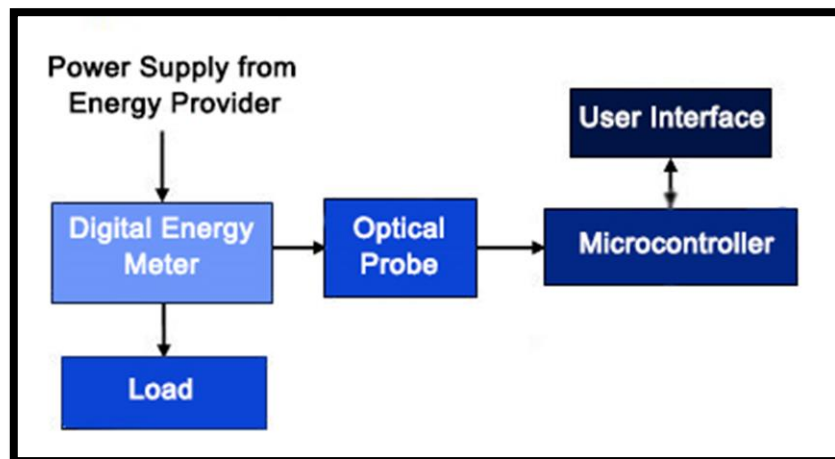 Power Supply from
Energy Provider
User Interface
Digital Energy
Meter
Optical
Probe
Microcontroller
Load